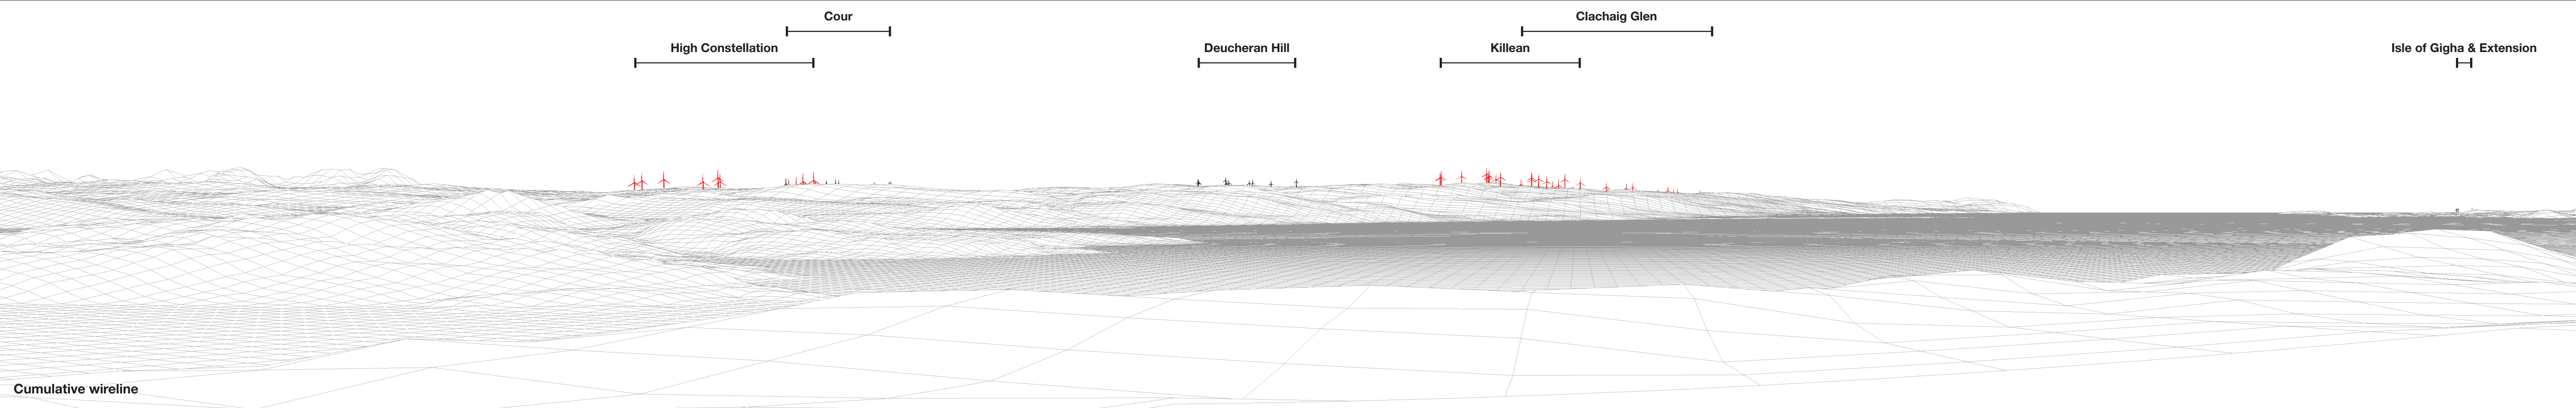 Cour
Clachaig Glen
High Constellation
Deucheran Hill
Killean
Isle of Gigha & Extension
Cumulative wireline